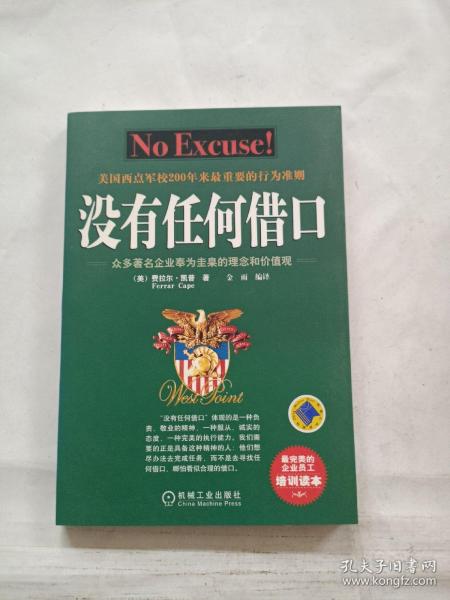 No Excuse!
美国西点军校200年来最重要的行为准则
没有任何借口
众多著名企业奉为圭臬的理念和价值观
(美) 费拉尔·凯普 著 金雨 编译
Ferrar Cape
West Point
“没有任何借口”体现的是一种负
责、敬业的精神，一种服从、诚实的
态度，一种完美的执行能力。我们需
要的正是具备这种精神的人：他们想
尽办法去完成任务，而不是去寻找任
何借口，哪怕看似合理的借口。
最完美的
企业员工
培训读本
机械工业出版社
China Machine Press
孔夫子旧书网
www.kongfz.com